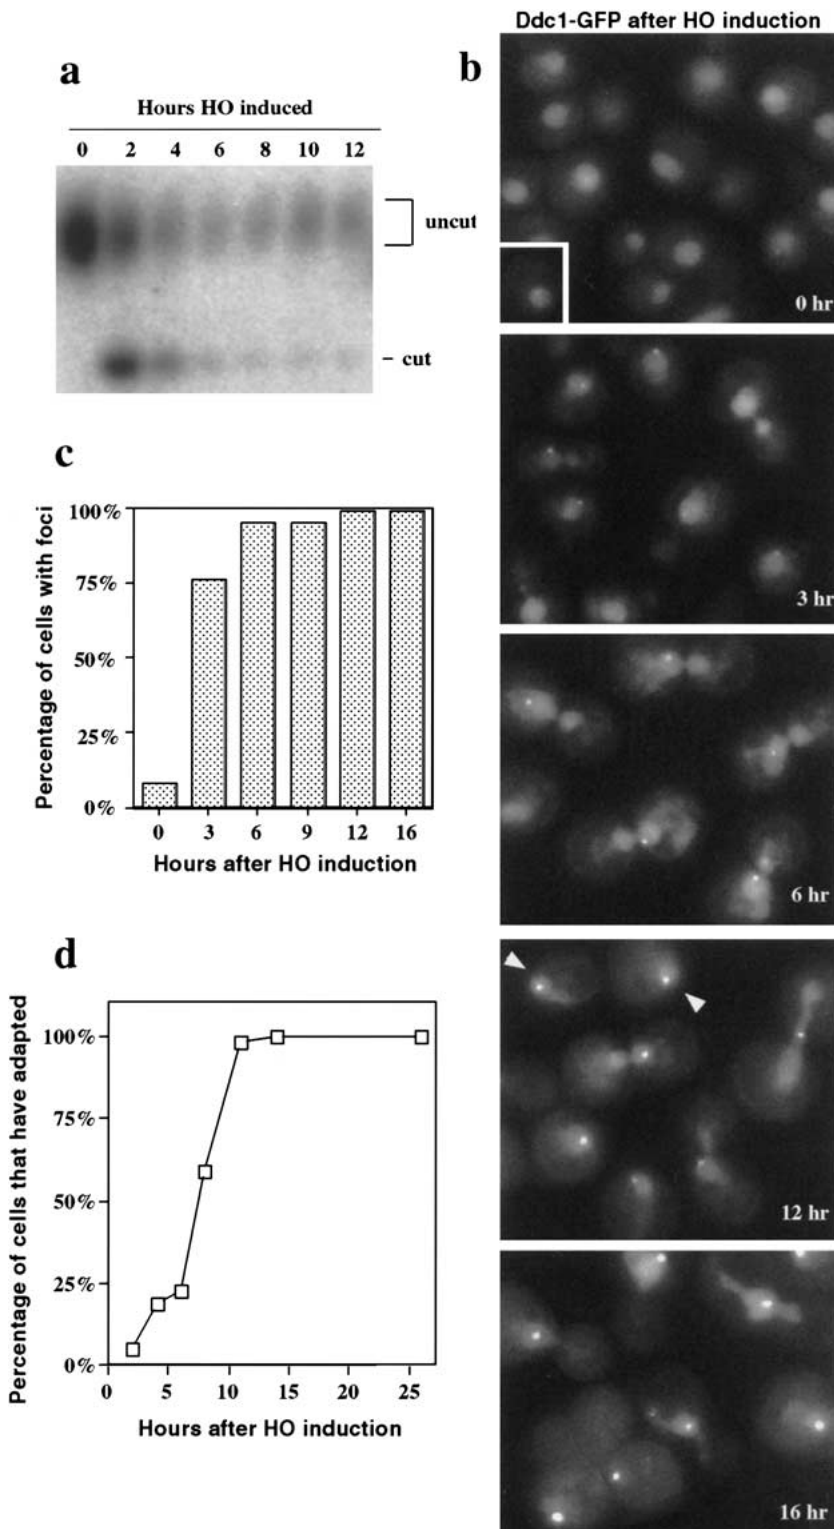 a
Hours HO induced
0 2 4 6 8 10 12
uncut
cut
b
Ddc1-GFP after HO induction
0 hr
3 hr
6 hr
12 hr
16 hr
c
Percentage of cells with foci
100%
75%
50%
25%
0%
0 3 6 9 12 16
Hours after HO induction
d
Percentage of cells that have adapted
100%
75%
50%
25%
0%
0 5 10 15 20 25
Hours after HO induction